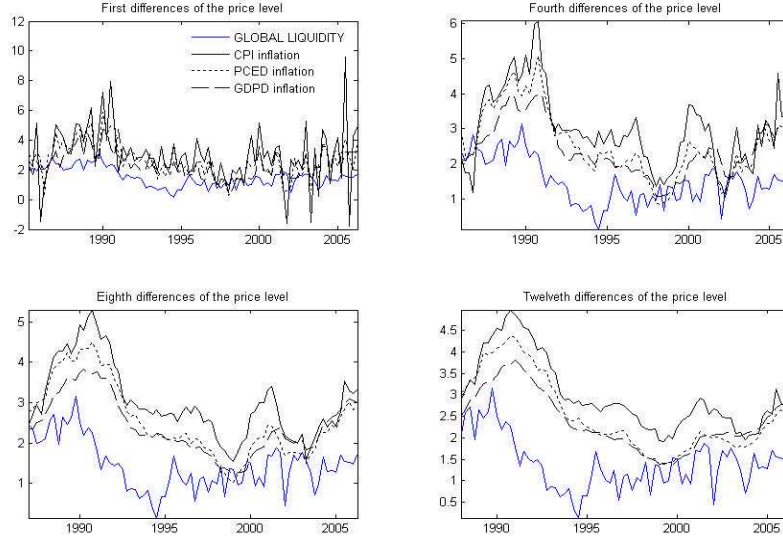 First differences of the price level
12
10
8
6
4
2
0
-2
1990 1995 2000 2005
GLOBAL LIQUIDITY
CPI inflation
PCED inflation
GDPD inflation
Fourth differences of the price level
6
5
4
3
2
1
1990 1995 2000 2005
Eighth differences of the price level
5
4
3
2
1
1990 1995 2000 2005
Twelveth differences of the price level
4.5
4
3.5
3
2.5
2
1.5
1
0.5
1990 1995 2000 2005